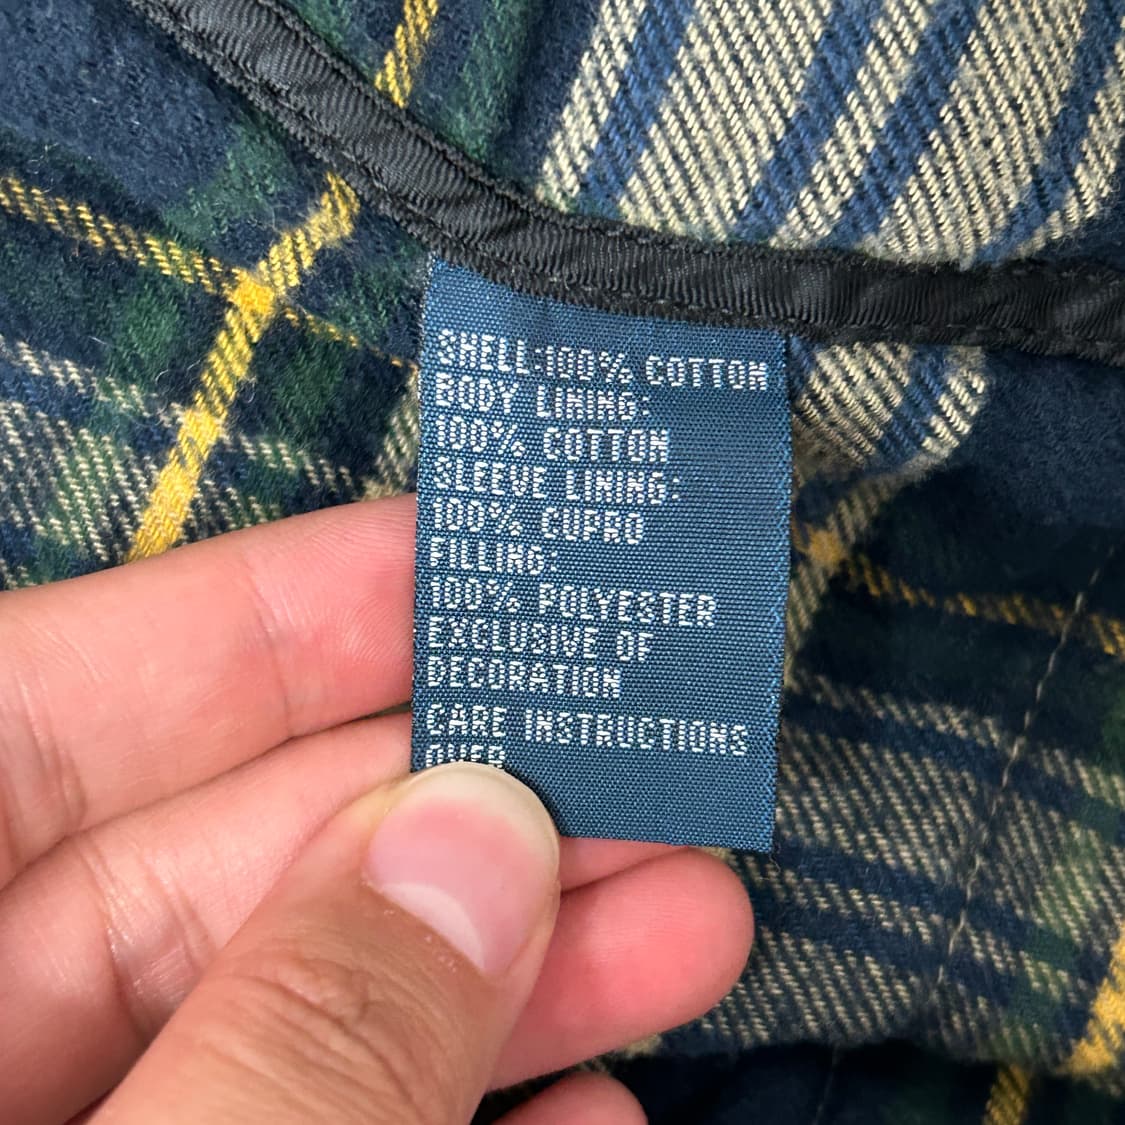 SHELL:100% COTTON
BODY LINING:
100% COTTON
SLEEVE LINING:
100% CUPRO
FILLING:
100% POLYESTER
EXCLUSIVE OF
DECORATION
CARE INSTRUCTIONS
OVER